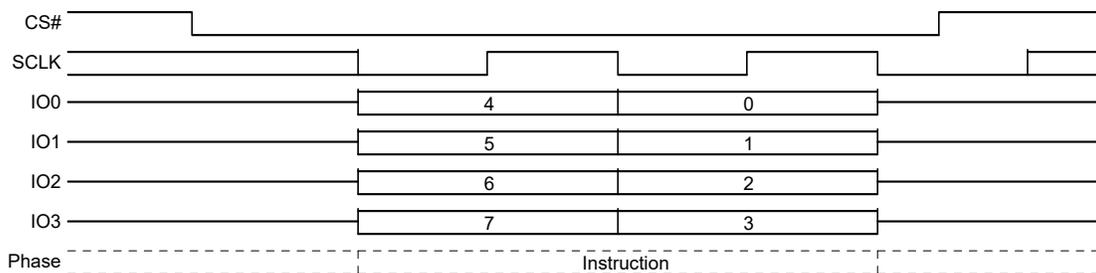 CS#
SCLK
IO0 4 0
IO1 5 1
IO2 6 2
IO3 7 3
Phase Instruction